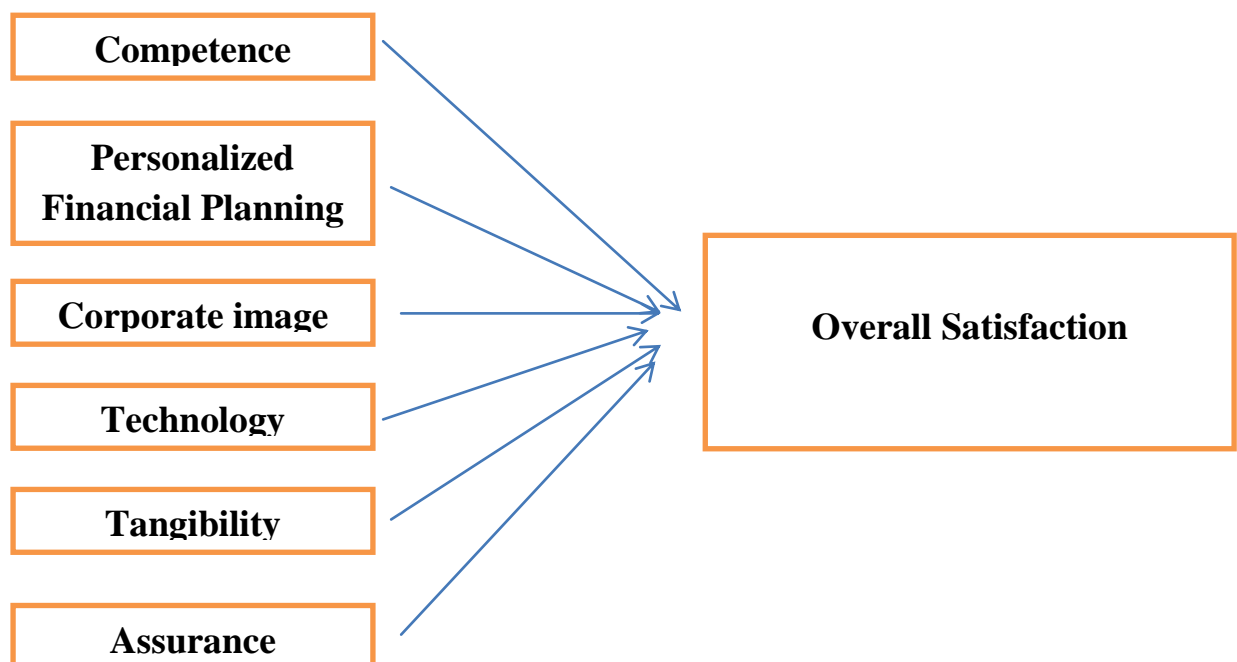 Competence
Personalized
Financial Planning
Corporate image
Technology
Tangibility
Assurance
Overall Satisfaction